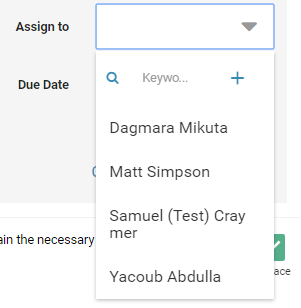 Assign to
Keywo...
Due Date
Dagmara Mikuta
Matt Simpson
Samuel (Test) Cray
mer
ain the necessary
Yacoub Abdulla
ace